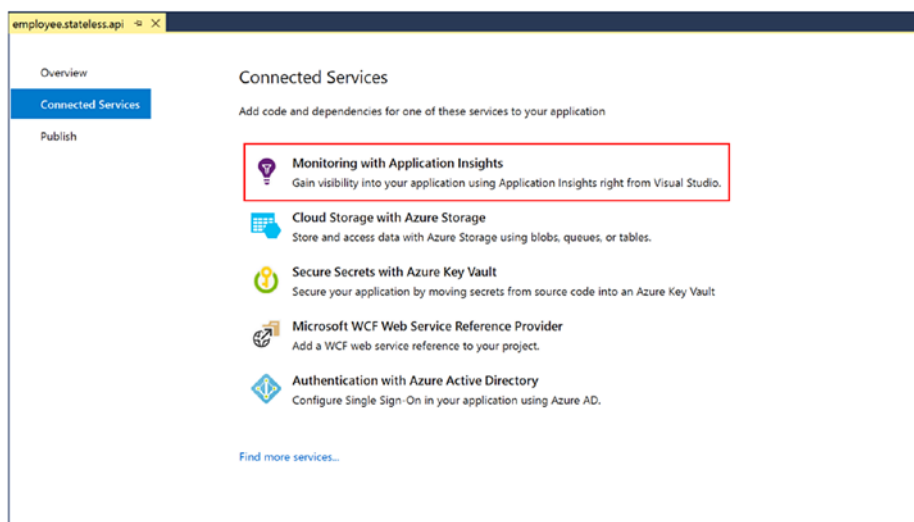 employee.stateless.api
Overview
Connected Services
Publish
Connected Services
Add code and dependencies for one of these services to your application
Monitoring with Application Insights
Gain visibility into your application using Application Insights right from Visual Studio.
Cloud Storage with Azure Storage
Store and access data with Azure Storage using blobs, queues, or tables.
Secure Secrets with Azure Key Vault
Secure your application by moving secrets from source code into an Azure Key Vault
Microsoft WCF Web Service Reference Provider
Add a WCF web service reference to your project.
Authentication with Azure Active Directory
Configure Single Sign-On in your application using Azure AD.
Find more services...